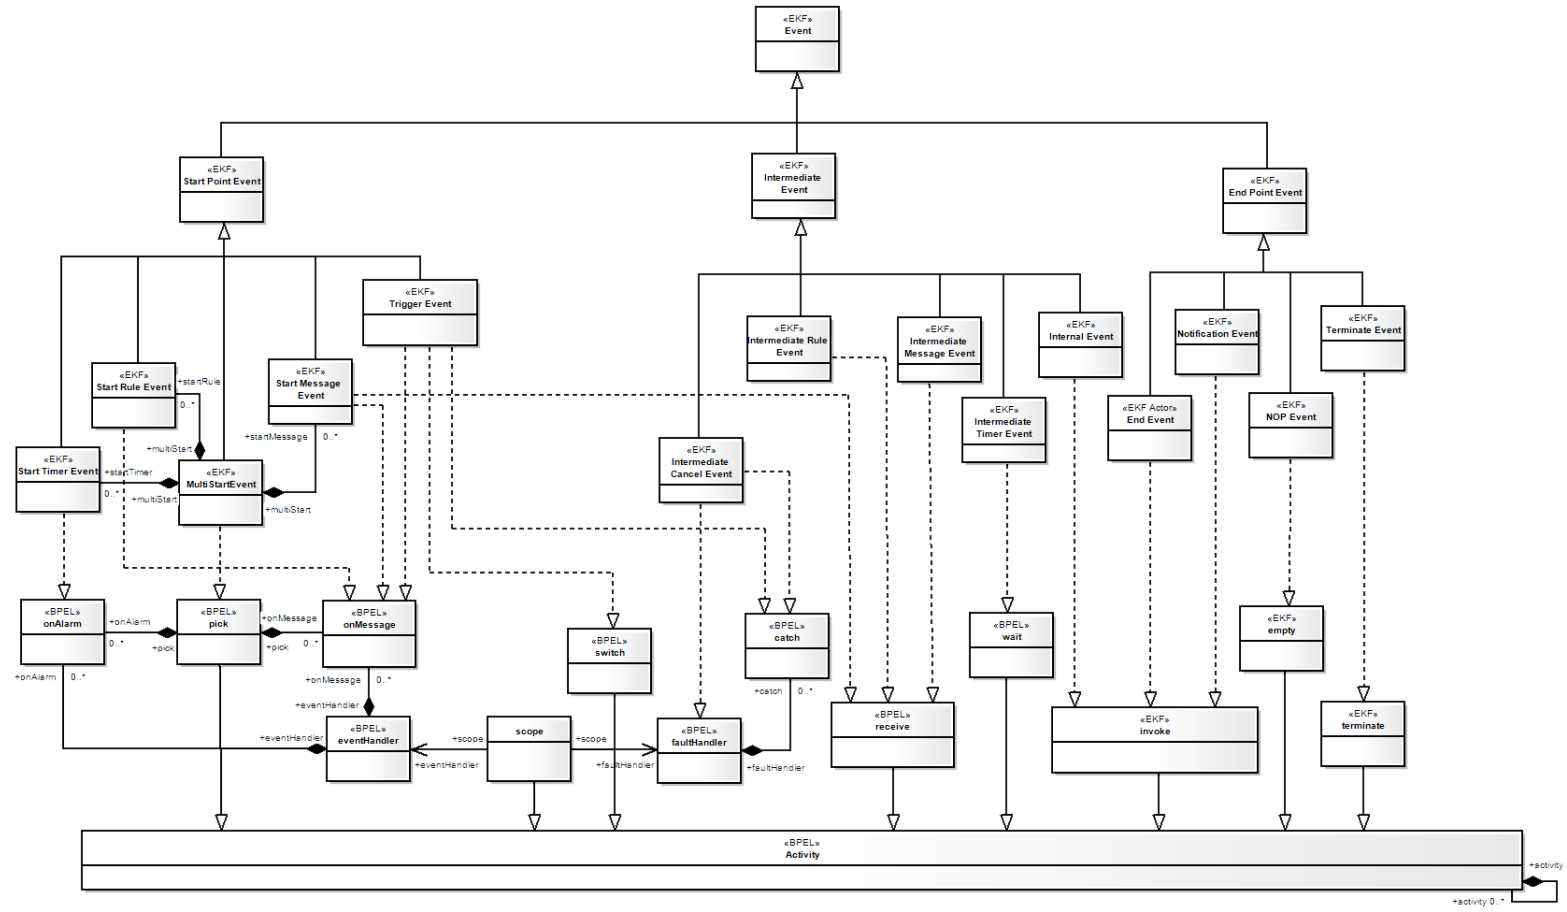 «EKF»
Event
«EKF»
Start Point Event
«EKF»
Intermediate
Event
«EKF»
End Point Event
«EKF»
Trigger Event
«EKF»
Start Rule Event
+startRule
0..*
+multiStart
«EKF»
Start Message
Event
+startMessage
0..*
«EKF»
Start Timer Event
+startTimer
0..*
+multiStart
«EKF»
MultiStartEvent
+multiStart
«EKF»
Intermediate Rule
Event
«EKF»
Intermediate
Message Event
«EKF»
Internal Event
«EKF»
Notification Event
«EKF»
Terminate Event
«EKF»
Intermediate
Cancel Event
«EKF»
Intermediate
Timer Event
«EKF Actor»
End Event
«EKF»
NOP Event
«BPEL»
onAlarm
+onAlarm
0..*
+pick
«BPEL»
pick
+onMessage
0..*
+pick
«BPEL»
onMessage
«BPEL»
switch
«BPEL»
catch
«BPEL»
wait
«EKF»
empty
+onAlarm
0..*
+onMessage
0..*
+eventHandler
+catch
0..*
+eventHandler
«BPEL»
eventHandler
+scope
+eventHandler
scope
+scope
+faultHandler
«BPEL»
faultHandler
+faultHandler
«BPEL»
receive
«EKF»
invoke
«EKF»
terminate
«BPEL»
Activity
+activity
+activity 0..*